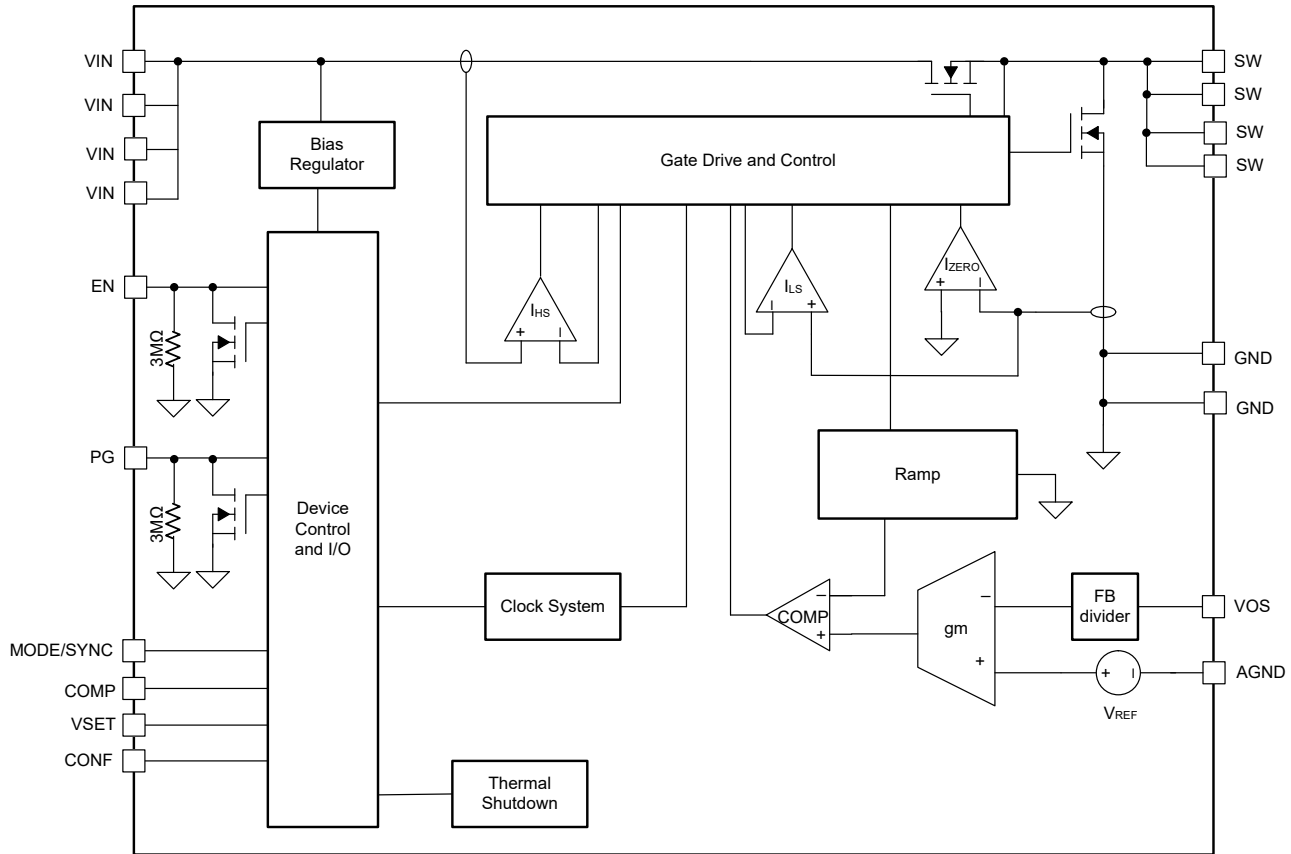 VIN
VIN
VIN
VIN
SW
SW
SW
SW
Bias
Regulator
Gate Drive and Control
EN
3MΩ
IHS
+
–
ILS
–
+
IZERO
+
–
GND
GND
PG
3MΩ
Device
Control
and I/O
Ramp
Clock System
COMP
–
+
gm
–
+
FB
divider
VOS
+
–
VREF
AGND
MODE/SYNC
COMP
VSET
CONF
Thermal
Shutdown